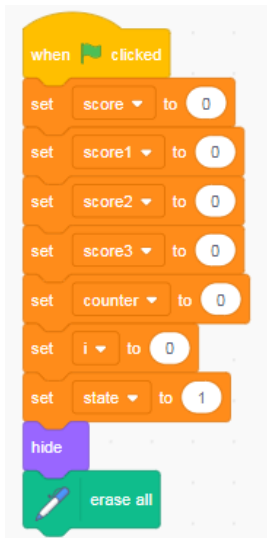 when clicked
set score to 0
set score1 to 0
set score2 to 0
set score3 to 0
set counter to 0
set i to 0
set state to 1
hide
erase all